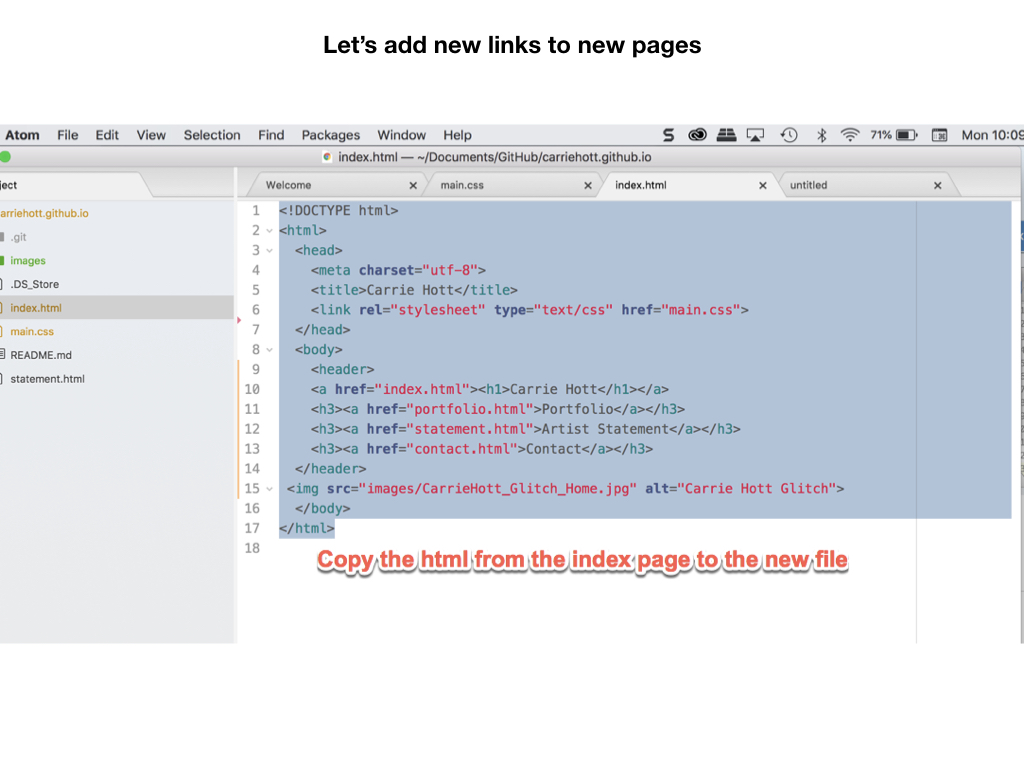 Let’s add new links to new pages
Atom File Edit View Selection Find Packages Window Help 71% Mon 10:09
index.html — ~/Documents/GitHub/carriehott.github.io
ject
Welcome
main.css
index.html
untitled
arriehott.github.io
.git
images
.DS_Store
index.html
main.css
README.md
statement.html
1 <!DOCTYPE html>
2 <html>
3 <head>
4 <meta charset="utf-8">
5 <title>Carrie Hott</title>
6 <link rel="stylesheet" type="text/css" href="main.css">
7 </head>
8 <body>
9 <header>
10 <a href="index.html"><h1>Carrie Hott</h1></a>
11 <h3><a href="portfolio.html">Portfolio</a></h3>
12 <h3><a href="statement.html">Artist Statement</a></h3>
13 <h3><a href="contact.html">Contact</a></h3>
14 </header>
15 <img src="images/CarrieHott_Glitch_Home.jpg" alt="Carrie Hott Glitch">
16 </body>
17 </html>
18
Copy the html from the index page to the new file